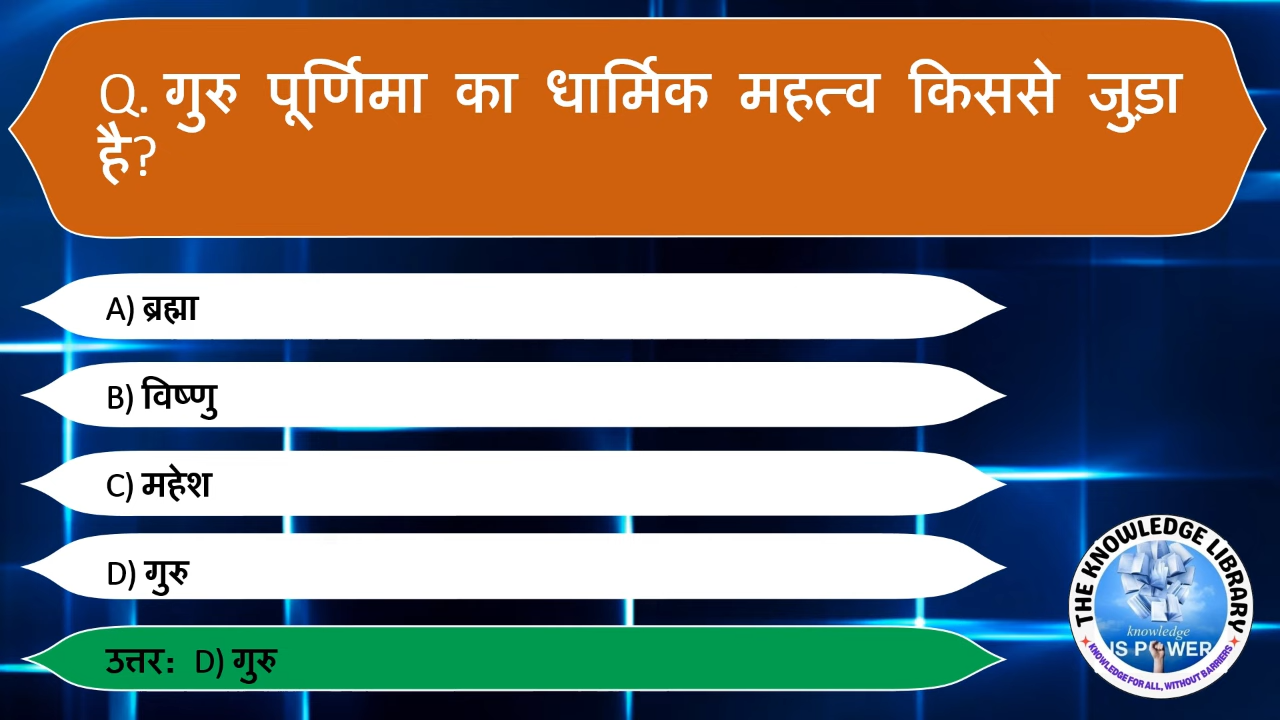 Q. गुरु पूर्णिमा का धार्मिक महत्व किससे जुड़ा
है?
A) ब्रह्मा
B) विष्णु
C) महेश
D) गुरु
उत्तर: D) गुरु
THE KNOWLEDGE LIBRARY
knowledge
IS POWER
KNOWLEDGE FOR ALL, WITHOUT BARRIERS